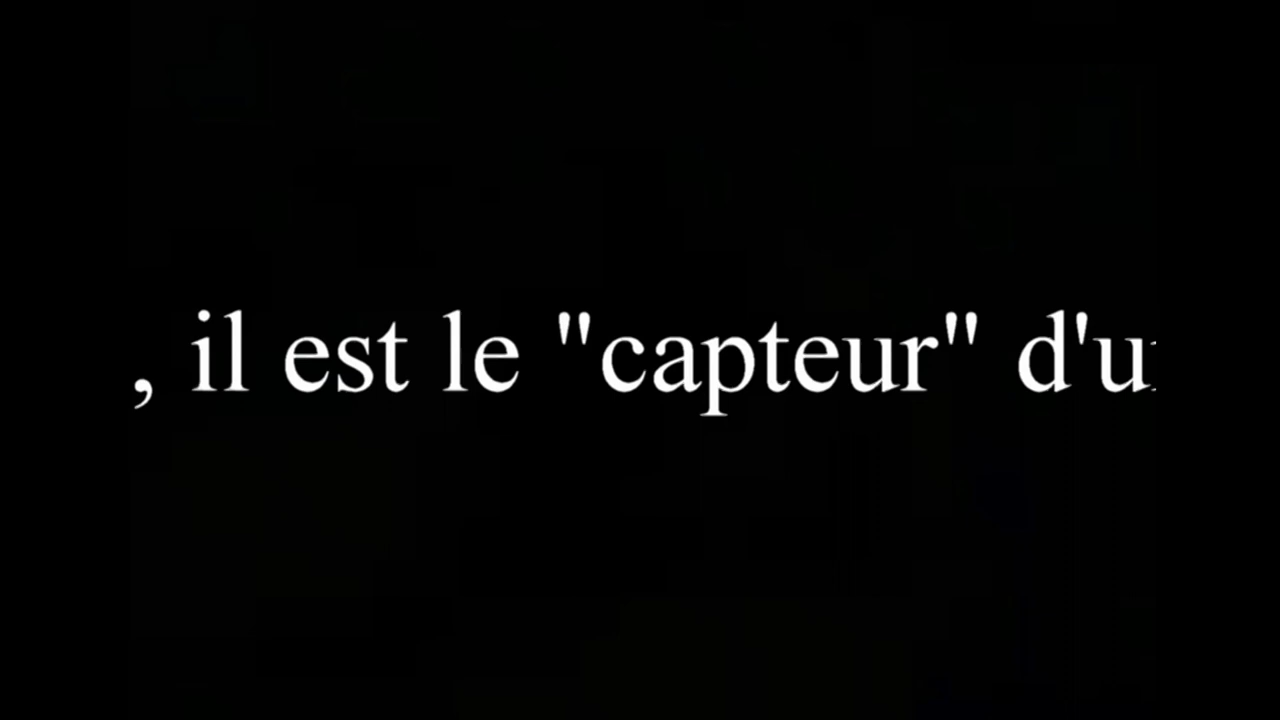 , il est le "capteur" d'u